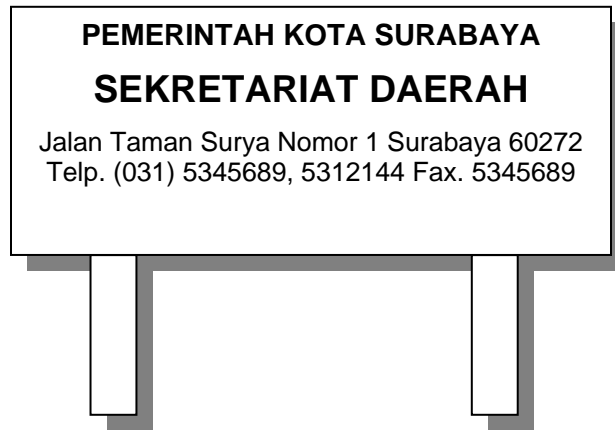 PEMERINTAH KOTA SURABAYA
SEKRETARIAT DAERAH
Jalan Taman Surya Nomor 1 Surabaya 60272
Telp. (031) 5345689, 5312144 Fax. 5345689